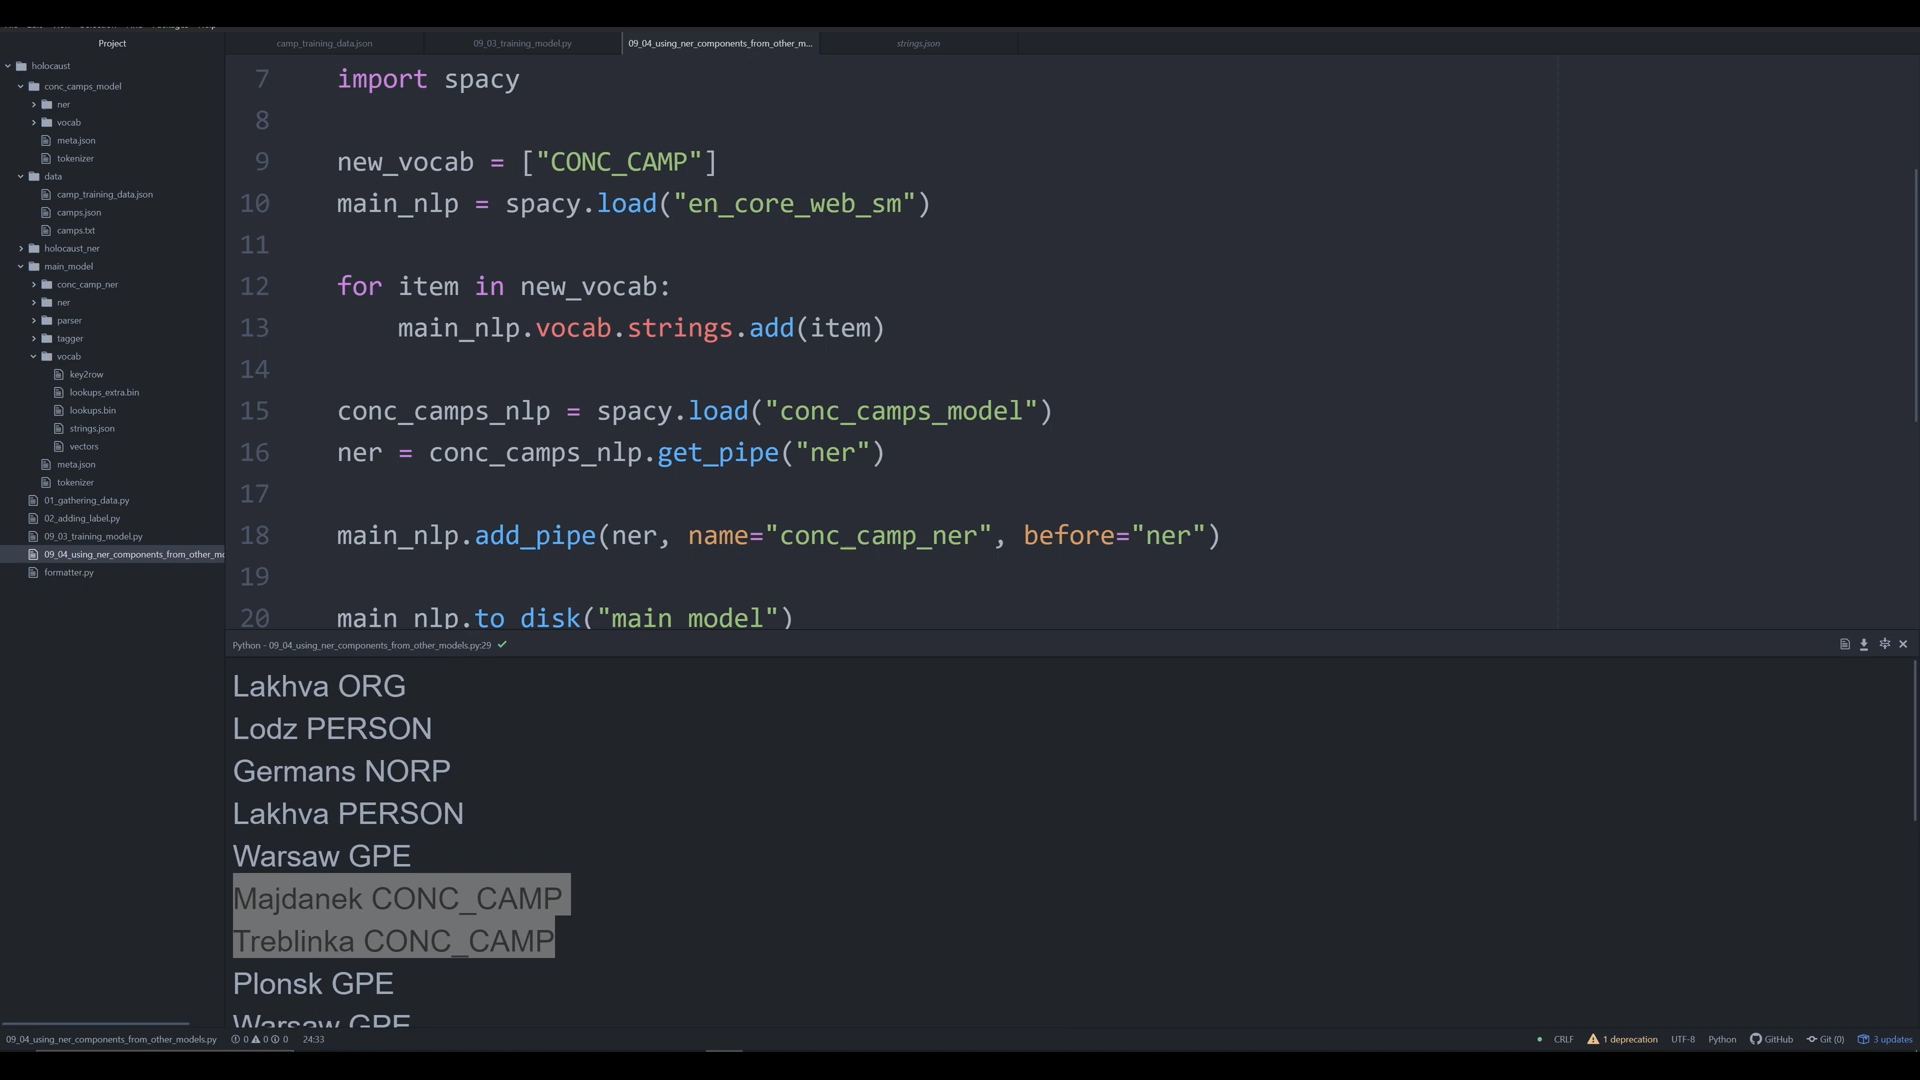 Project
camp_training_data.json
09_03_training_model.py
09_04_using_ner_components_from_other_m...
strings.json
holocaust
conc_camps_model
ner
vocab
meta.json
tokenizer
data
camp_training_data.json
camps.json
camps.txt
holocaust_ner
main_model
conc_camp_ner
ner
parser
tagger
vocab
key2row
lookups_extra.bin
lookups.bin
strings.json
vectors
meta.json
tokenizer
01_gathering_data.py
02_adding_label.py
09_03_training_model.py
09_04_using_ner_components_from_other_mo
formatter.py
7 import spacy
8
9 new_vocab = ["CONC_CAMP"]
10 main_nlp = spacy.load("en_core_web_sm")
11
12 for item in new_vocab:
13 main_nlp.vocab.strings.add(item)
14
15 conc_camps_nlp = spacy.load("conc_camps_model")
16 ner = conc_camps_nlp.get_pipe("ner")
17
18 main_nlp.add_pipe(ner, name="conc_camp_ner", before="ner")
19
20 main_nlp.to_disk("main_model")
Python - 09_04_using_ner_components_from_other_models.py:29
Lakhva ORG
Lodz PERSON
Germans NORP
Lakhva PERSON
Warsaw GPE
Majdanek CONC_CAMP
Treblinka CONC_CAMP
Plonsk GPE
Warsaw GPE
09_04_using_ner_components_from_other_models.py 0 0 0 24:33
CRLF 1 deprecation UTF-8 Python GitHub Git (0) 3 updates